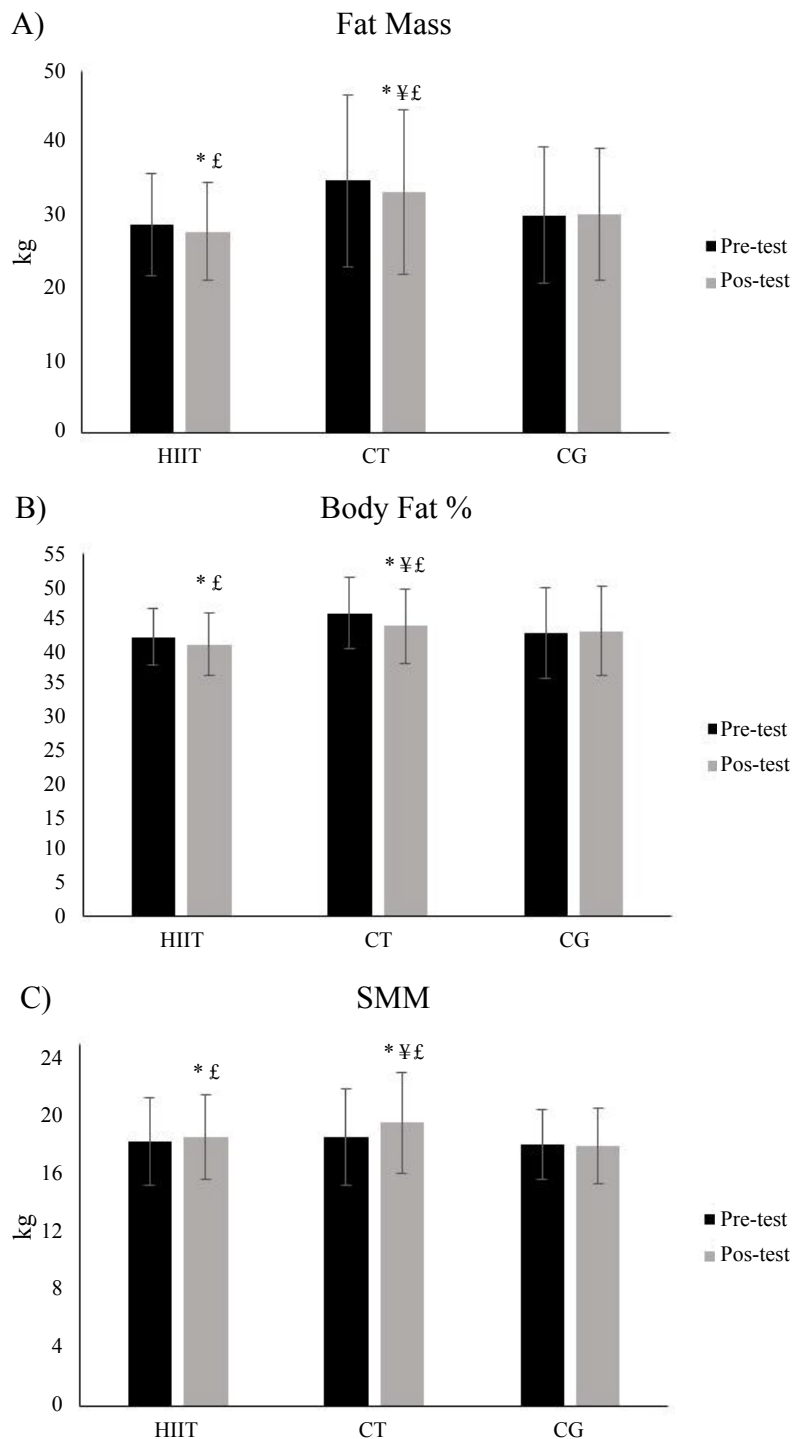 A)
Fat Mass
50
40
30
20
10
0
kg
* £
* ¥£
HIIT
CT
CG
Pre-test
Pos-test
B)
Body Fat %
55
50
45
40
35
30
25
20
15
10
5
0
* £
* ¥£
HIIT
CT
CG
Pre-test
Pos-test
C)
SMM
24
20
16
12
8
4
0
kg
* £
* ¥£
HIIT
CT
CG
Pre-test
Pos-test